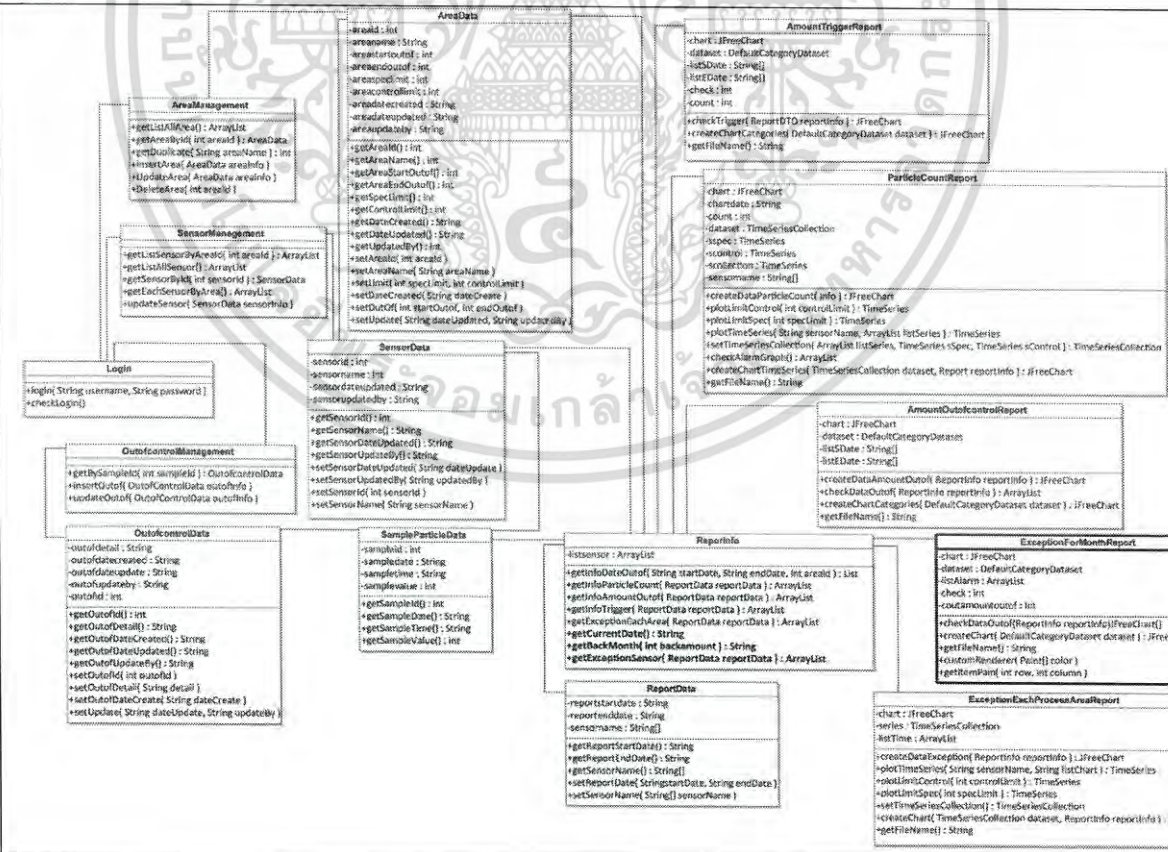 AreaData
-areaid : int
-areaname : String
-areastartoutof : int
-areaendoutof : int
-areaspeclimit : int
-areacontrollimit : int
-areadatecreated : String
-areadateupdated : String
-areaupdateby : String
+getAreaId() : int
+getAreaName() : int
+getAreaStartOutof() : int
+getAreaEndOutof() : int
+getSpecLimit() : int
+getControlLimit() : int
+getDateCreated() : String
+getDateUpdated() : String
+getUpdatedBy() : int
+setAreaId( int areaId )
+setAreaName( String areaName )
+setLimit( int specLimit, int controlLimit )
+setDateCreated( String dateCreate )
+setOutOf( int startOutof, int endOutof )
+setUpdate( String dateUpdated, String updatedBy )
AmountTriggerReport
-chart : JFreeChart
-dataset : DefaultCategoryDataset
-listSDate : String[]
-listEDate : String[]
-check : int
-count : int
+checkTrigger( ReportDTO reportInfo ) : JFreeChart
+createChartCategories( DefaultCategoryDataset dataset ) : JFreeChart
+getFileName() : String
AreaManagement
+getListAllArea() : ArrayList
+getAreaById( int areaId ) : AreaData
+getDuplicate( String areaName ) : int
+insertArea( AreaData areaInfo )
+UpdateArea( AreaData areaInfo )
+DeleteArea( int areaId )
ParticleCountReport
-chart : JFreeChart
-chartdate : String
-count : int
-dataset : TimeSeriesCollection
-sspec : TimeSeries
-scontrol : TimeSeries
-scollection : TimeSeries
-sensorname : String[]
+createDataParticleCount( info ) : JFreeChart
+plotLimitControl( int controlLimit ) : TimeSeries
+plotLimitSpec( int specLimit ) : TimeSeries
+plotTimeSeries( String sensorName, ArrayList listSeries ) : TimeSeries
+setTimeSeriesCollection( ArrayList listSeries, TimeSeries sSpec, TimeSeries sControl ) : TimeSeriesCollection
+checkAlarmGraph() : ArrayList
+createChartTimeSeries( TimeSeriesCollection dataset, Report reportInfo ) : JFreeChart
+getFileName() : String
SensorManagement
+getListSensorByAreaId( int areaId ) : ArrayList
+getListAllSensor() : ArrayList
+getSensorById( int sensorId ) : SensorData
+getEachSensorByArea() : ArrayList
+updateSensor( SensorData sensorInfo )
Login
+login( String username, String password )
+checkLogin()
SensorData
-sensorid : int
-sensorname : int
-sensordateupdated : String
-sensorupdatedby : String
+getSensorId() : int
+getSensorName() : String
+getSensorDateUpdated() : String
+getSensorUpdatedBy() : String
+setSensorDateUpdated( String dateUpdate )
+setSensorUpdatedBy( String updatedBy )
+setSensorId( int sensorId )
+setSensorName( String sensorName )
AmountOutofcontrolReport
-chart : JFreeChart
-dataset : DefaultCategoryDataset
-listSDate : String[]
-listEDate : String[]
+createDataAmountOutof( ReportInfo reportInfo ) : JFreeChart
+checkDataOutof( ReportInfo reportInfo ) : ArrayList
+createChartCategories( DefaultCategoryDataset dataset ) : JFreeChart
+getFileName() : String
OutofcontrolManagement
+getBySampleId( int sampleId ) : OutofcontrolData
+insertOutof( OutofControlData outofInfo )
+updateOutof( OutofControlData outofInfo )
OutofcontrolData
-outofdetail : String
-outofdatecreated : String
-outofdateupdate : String
-outofupdateby : String
-outofid : int
+getOutofId() : int
+getOutofDetail() : String
+getOutofDateCreated() : String
+getOutofDateUpdated() : String
+getOutofUpdateBy() : String
+setOutofId( int outofId )
+setOutofDetail( String detail )
+setOutofDateCreate( String dateCreate )
+setUpdate( String dateUpdate, String updateBy )
SampleParticleData
-sampleid : int
-sampledate : String
-sampletime : String
-samplevalue : int
+getSampleId() : int
+getSampleDate() : String
+getSampleTime() : String
+getSampleValue() : int
ReporInfo
-listsensor : ArrayList
+getInfoDateOutof( String startDate, String endDate, int areaId ) : List
+getInfoParticleCount( ReportData reportData ) : ArrayList
+getInfoAmountOutof( ReportData reportData ) : ArrayList
+getInfoTrigger( ReportData reportData ) : ArrayList
+getExceptionEachArea( ReportData reportData ) : ArrayList
+getCurrentDate() : String
+getBackMonth( int backamount ) : String
+getExceptionSensor( ReportData reportData ) : ArrayList
ExceptionForMonthReport
-chart : JFreeChart
-dataset : DefaultCategoryDataset
-listAlarm : ArrayList
-check : int
-coutamountoutof : int
+checkDataOutof(ReportInfo reportInfo)JFreeChart()
+createChart( DefaultCategoryDataset dataset ) : JFree
+getFileName() : String
+customRenderer( Paint[] color )
+getItemPain( int row, int column )
ReportData
-reportstartdate : String
-reportenddate : String
-sensorname : String[]
+getReportStartDate() : String
+getReportEndDate() : String
+getSensorName() : String[]
+setReportDate( StringstartDate, String endDate )
+setSensorName( String[] sensorName )
ExceptionEachProcessAreaReport
-chart : JFreeChart
-series : TimeSeriesCollection
-listTime : ArrayList
+createDataException( ReportInfo reportInfo ) : JFreeChart
+plotTimeSeries( String sensorName, String listChart ) : TimeSeries
+plotLimitControl( int controlLimit ) : TimeSeries
+plotLimitSpec( int specLimit ) : TimeSeries
+setTimeSeriesCollection() : TimeSeriesCollection
+createChart( TimeSeriesCollection dataset, ReportInfo reportInfo ) :
+getFileName() : String